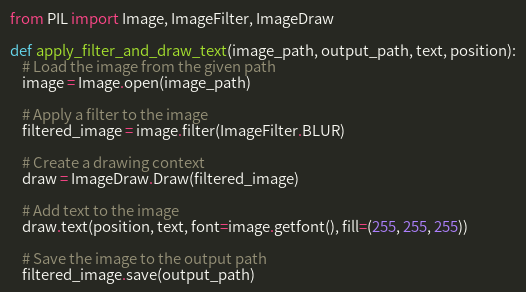 from PIL import Image, ImageFilter, ImageDraw

def apply_filter_and_draw_text(image_path, output_path, text, position):
    # Load the image from the given path
    image = Image.open(image_path)

    # Apply a filter to the image
    filtered_image = image.filter(ImageFilter.BLUR)

    # Create a drawing context
    draw = ImageDraw.Draw(filtered_image)

    # Add text to the image
    draw.text(position, text, font=image.getfont(), fill=(255, 255, 255))

    # Save the image to the output path
    filtered_image.save(output_path)